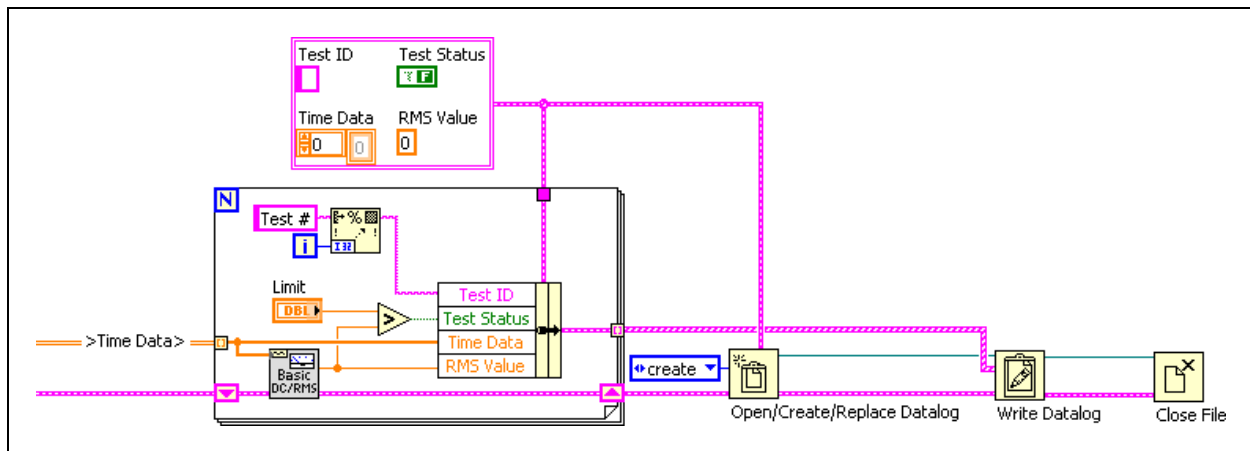 Test ID
Test Status
T F
Time Data
RMS Value
0
0
0
N
Test #
%
i
I32
Limit
DBL
>
Test ID
Test Status
Time Data
RMS Value
>Time Data>
Basic
DC/RMS
create
Open/Create/Replace Datalog
Write Datalog
Close File